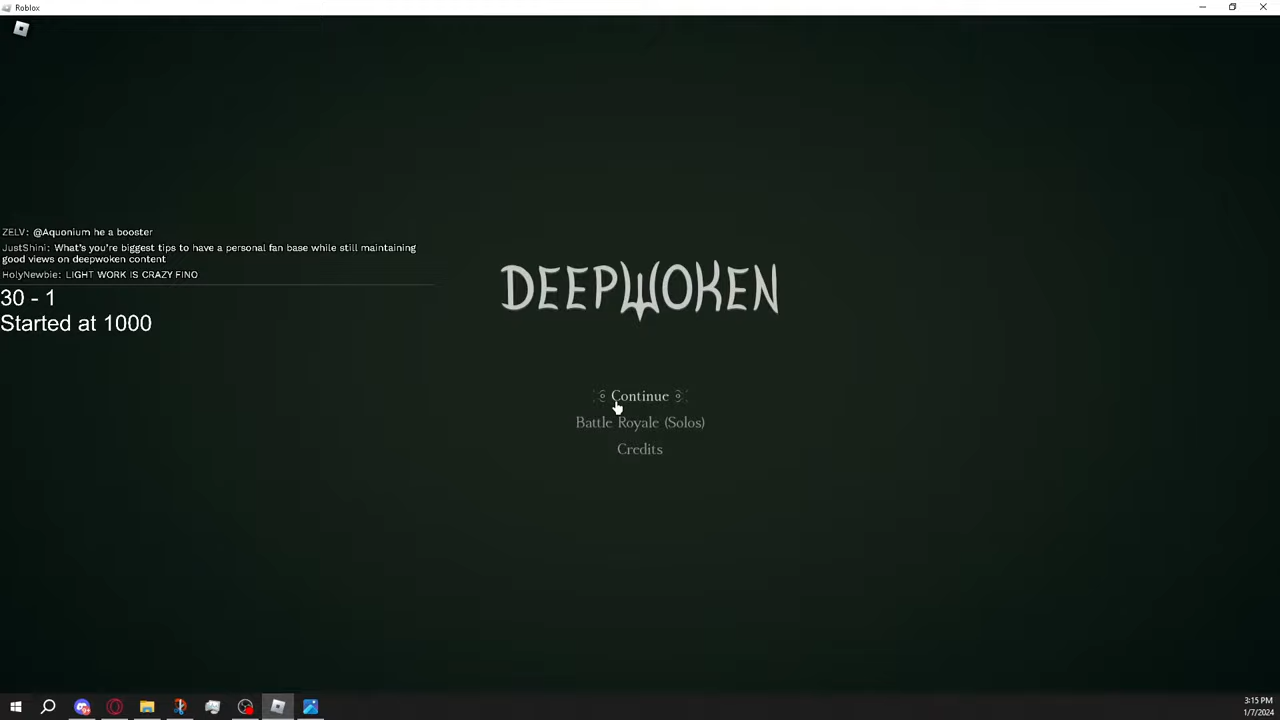 Roblox
DEEPWOKEN
ZELV: @Aquonium he a booster
JustShini: What's you're biggest tips to have a personal fan base while still maintaining
good views on deepwoken content
HolyNewbie: LIGHT WORK IS CRAZY FINO
30 - 1
Started at 1000
Continue
Battle Royale (Solos)
Credits
3:15 PM
1/7/2024